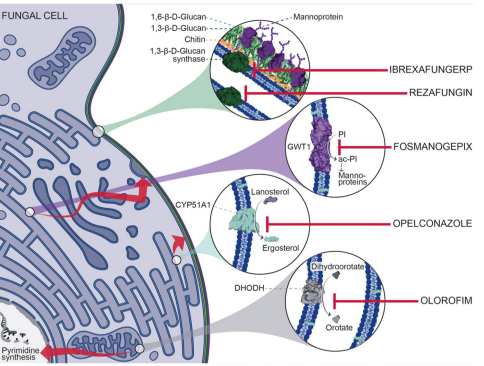 FUNGAL CELL
1,6-β-D-Glucan
1,3-β-D-Glucan
Chitin
1,3-β-D-Glucan
synthase
Mannoprotein
IBREXAFUNGERP
REZAFUNGIN
GWT1
PI
ac-PI
Manno-
proteins
FOSMANOGEPIX
CYP51A1
Lanosterol
Ergosterol
OPELCONAZOLE
DHODH
Dihydroorotate
Orotate
OLOROFIM
Pyrimidine
synthesis